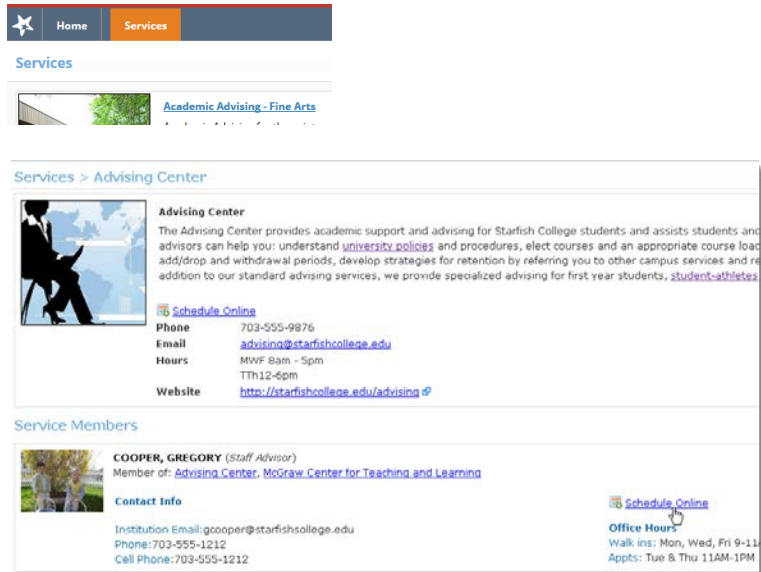 Home Services
Services
Academic Advising - Fine Arts
Services > Advising Center
Advising Center
The Advising Center provides academic support and advising for Starfish College students and assists students and
advisors can help you: understand university policies and procedures, elect courses and an appropriate course load
add/drop and withdrawal periods, develop strategies for retention by referring you to other campus services and re
addition to our standard advising services, we provide specialized advising for first year students, student-athletes
Schedule Online
Phone 703-555-9876
Email advising@starfishcollege.edu
Hours MWF 8am - 5pm
TTh12-6pm
Website http://starfishcollege.edu/advising
Service Members
COOPER, GREGORY (Staff Advisor)
Member of: Advising Center, McGraw Center for Teaching and Learning
Contact Info
Schedule Online
Institution Email:gcooper@starfishsollege.edu
Phone:703-555-1212
Cell Phone:703-555-1212
Office Hours
Walk ins: Mon, Wed, Fri 9-11
Appts: Tue & Thu 11AM-1PM